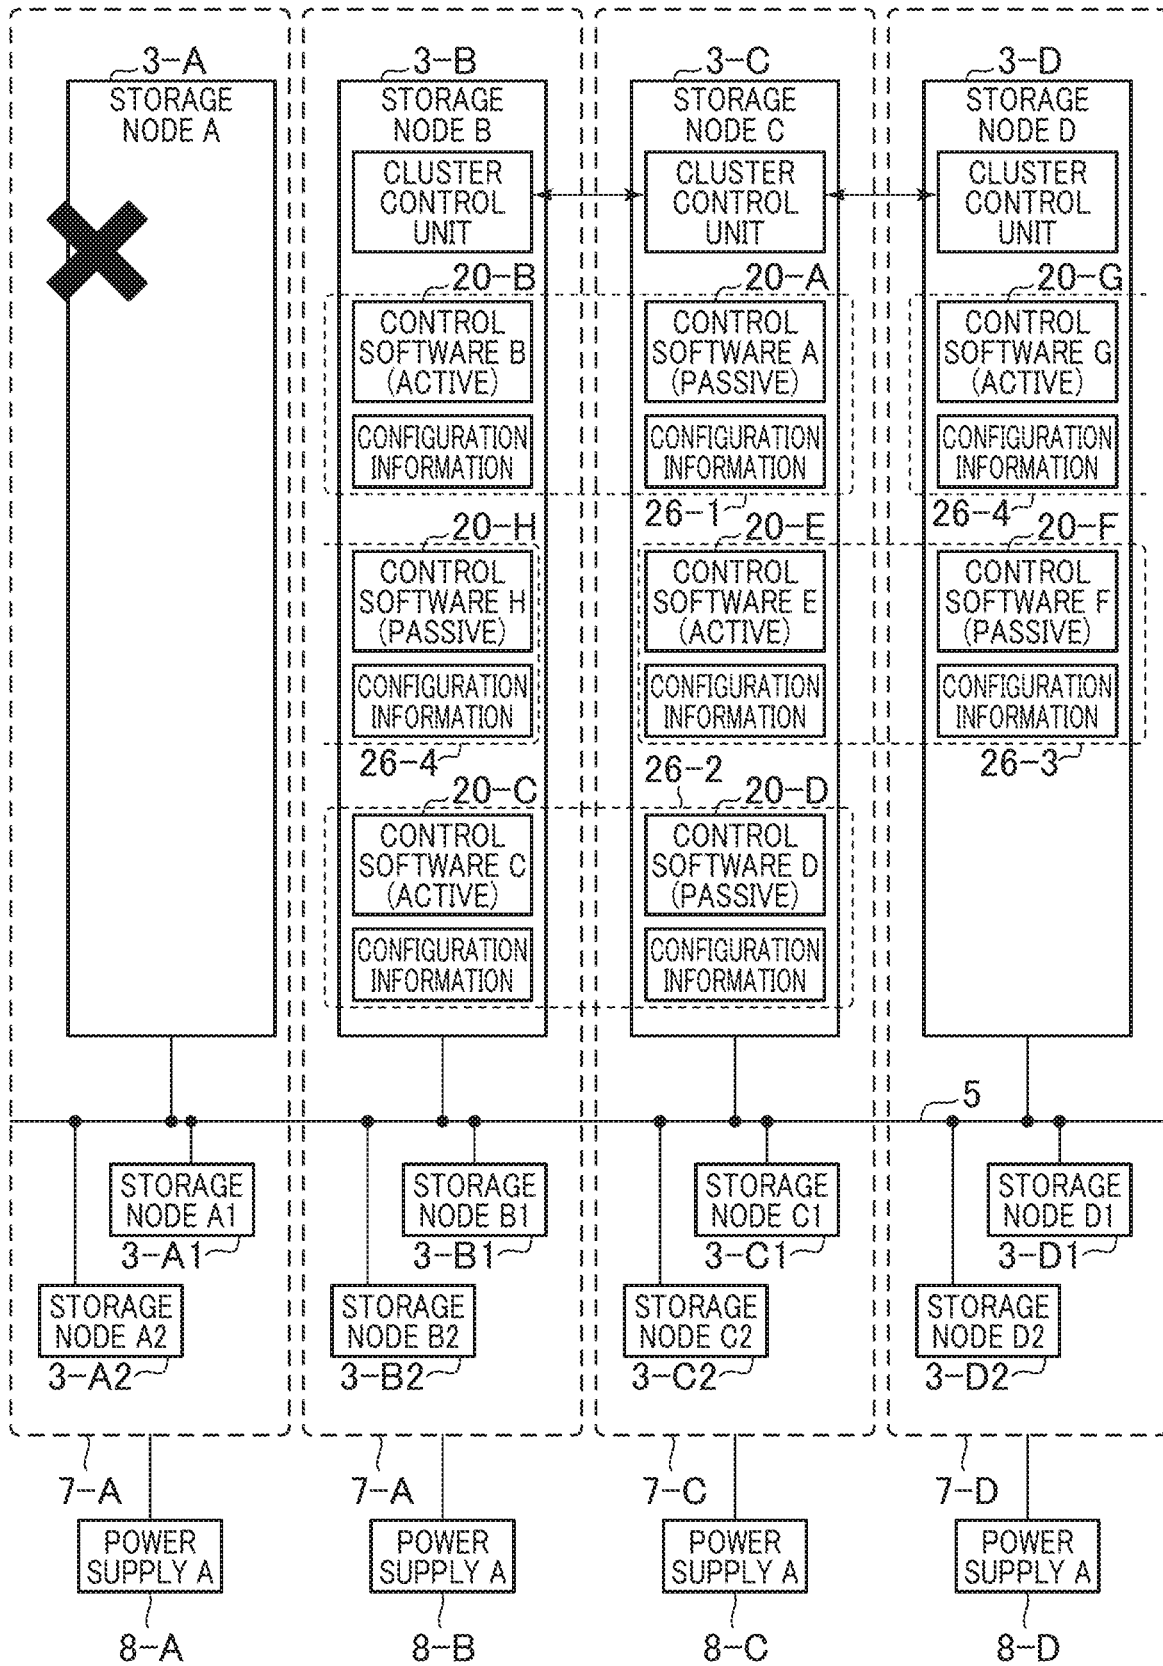 3-A
STORAGE
NODE A
3-B
STORAGE
NODE B
CLUSTER
CONTROL
UNIT
3-C
STORAGE
NODE C
CLUSTER
CONTROL
UNIT
3-D
STORAGE
NODE D
CLUSTER
CONTROL
UNIT
20-B
CONTROL
SOFTWARE B
(ACTIVE)
CONFIGURATION
INFORMATION
20-A
CONTROL
SOFTWARE A
(PASSIVE)
CONFIGURATION
INFORMATION
26-1
20-G
CONTROL
SOFTWARE G
(ACTIVE)
CONFIGURATION
INFORMATION
26-4
20-H
CONTROL
SOFTWARE H
(PASSIVE)
CONFIGURATION
INFORMATION
26-4
20-E
CONTROL
SOFTWARE E
(ACTIVE)
CONFIGURATION
INFORMATION
20-F
CONTROL
SOFTWARE F
(PASSIVE)
CONFIGURATION
INFORMATION
26-3
26-2
20-C
CONTROL
SOFTWARE C
(ACTIVE)
CONFIGURATION
INFORMATION
20-D
CONTROL
SOFTWARE D
(PASSIVE)
CONFIGURATION
INFORMATION
5
STORAGE
NODE A1
3-A1
STORAGE
NODE A2
3-A2
STORAGE
NODE B1
3-B1
STORAGE
NODE B2
3-B2
STORAGE
NODE C1
3-C1
STORAGE
NODE C2
3-C2
STORAGE
NODE D1
3-D1
STORAGE
NODE D2
3-D2
7-A
7-A
7-C
7-D
POWER
SUPPLY A
8-A
POWER
SUPPLY A
8-B
POWER
SUPPLY A
8-C
POWER
SUPPLY A
8-D